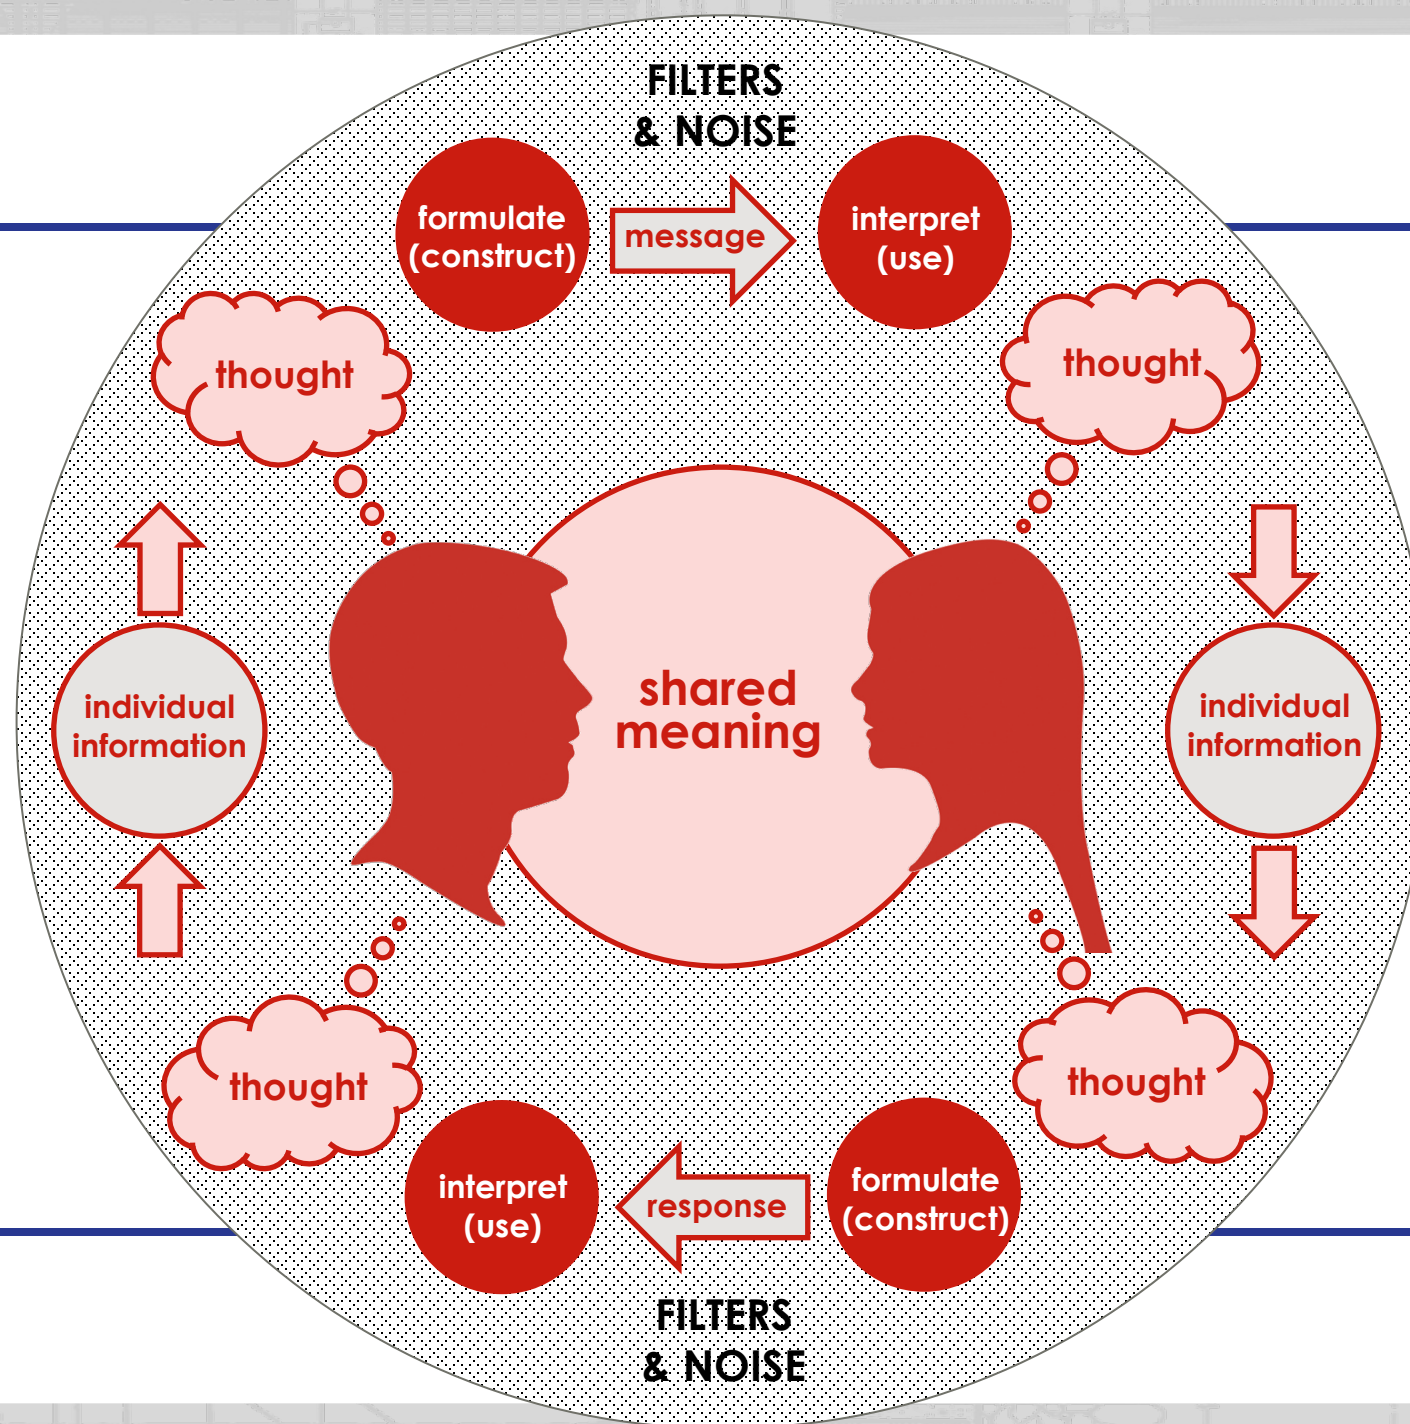 FILTERS
& NOISE
formulate
(construct)
message
interpret
(use)
thought
thought
shared
meaning
individual
information
individual
information
thought
thought
interpret
(use)
response
formulate
(construct)
FILTERS
& NOISE